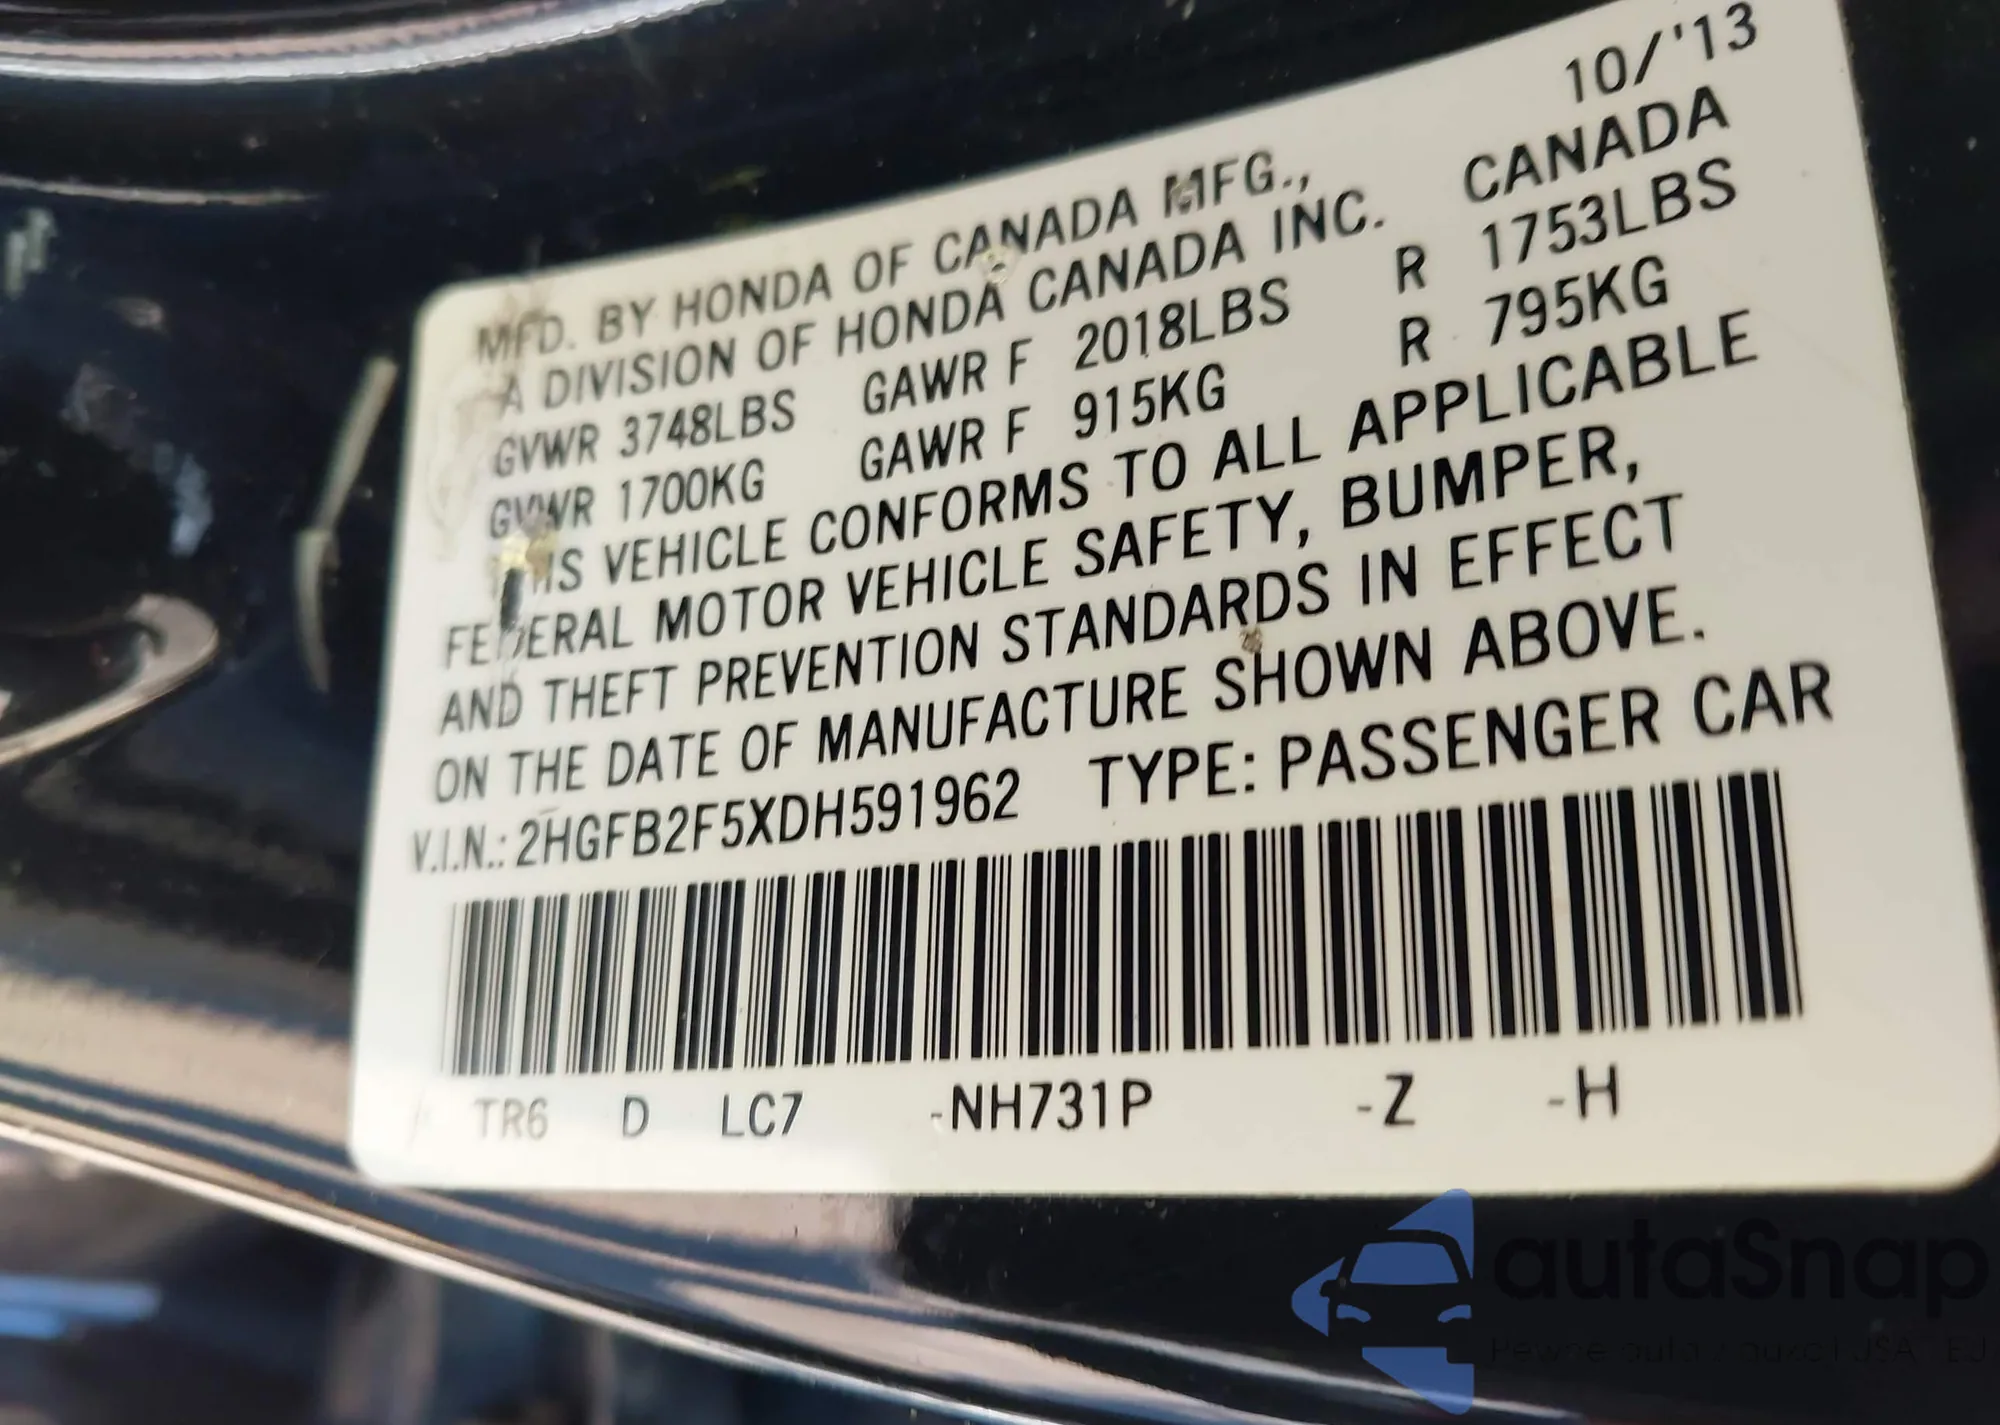 10/'13
MFD. BY HONDA OF CANADA MFG., CANADA
A DIVISION OF HONDA CANADA INC.
GVWR 3748LBS GAWR F 2018LBS R 1753LBS
GVWR 1700KG GAWR F 915KG R 795KG
THIS VEHICLE CONFORMS TO ALL APPLICABLE
FEDERAL MOTOR VEHICLE SAFETY, BUMPER,
AND THEFT PREVENTION STANDARDS IN EFFECT
ON THE DATE OF MANUFACTURE SHOWN ABOVE.
V.I.N.: 2HGFB2F5XDH591962 TYPE: PASSENGER CAR
TR6 D LC7 -NH731P -Z -H
autaSnap